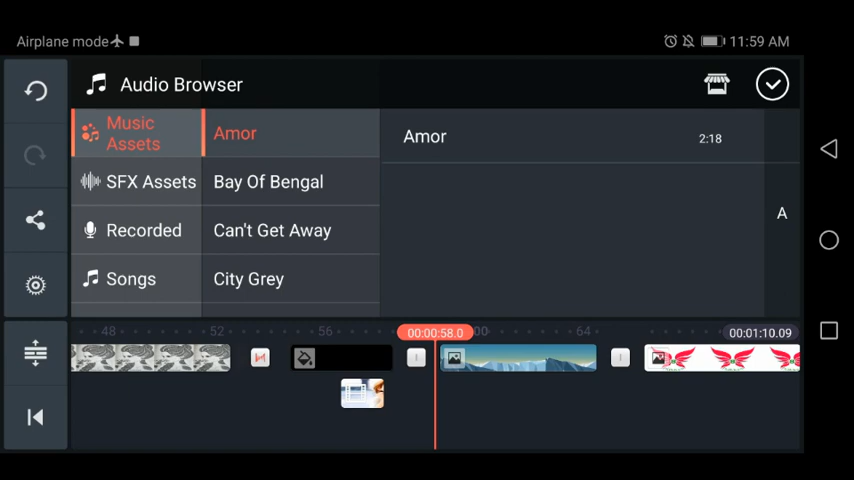 Airplane mode 11:59 AM
Audio Browser
Music Assets
Amor
Amor 2:18
SFX Assets
Bay Of Bengal
Recorded
Can't Get Away
A
Songs
City Grey
48 52 56 00:00:58.0 00 64 00:01:10.09